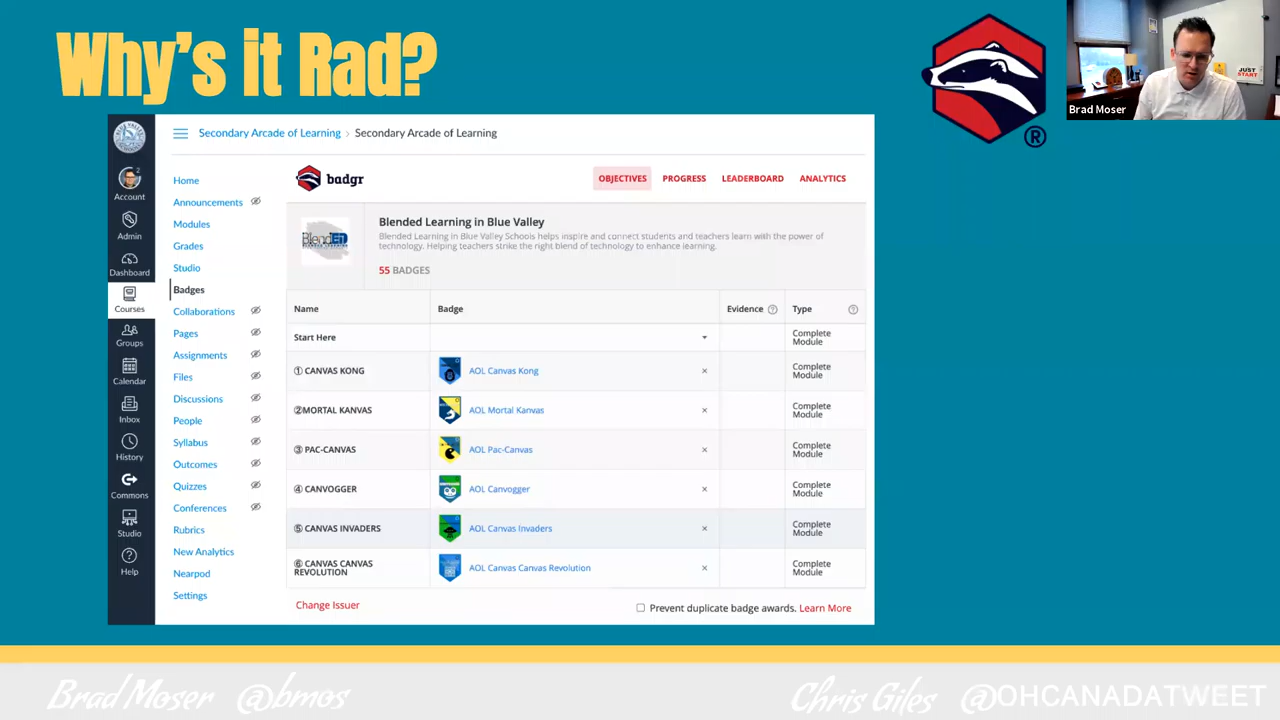 Why's it Rad?
®
JUST
START
Brad Moser
Secondary Arcade of Learning › Secondary Arcade of Learning
Account
Admin
Dashboard
Courses
Groups
Calendar
Inbox
History
Commons
Studio
Help
Home
Announcements
Modules
Grades
Studio
Badges
Collaborations
Pages
Assignments
Files
Discussions
People
Syllabus
Outcomes
Quizzes
Conferences
Rubrics
New Analytics
Nearpod
Settings
badgr
OBJECTIVES PROGRESS LEADERBOARD ANALYTICS
Blended Learning in Blue Valley
Blended Learning in Blue Valley Schools helps inspire and connect students and teachers learn with the power of
technology. Helping teachers strike the right blend of technology to enhance learning.
55 BADGES
Name Badge Evidence ? Type ?
Start Here Complete
Module
① CANVAS KONG AOL Canvas Kong × Complete
Module
②MORTAL KANVAS AOL Mortal Kanvas × Complete
Module
③ PAC-CANVAS AOL Pac-Canvas × Complete
Module
④ CANVOGGER AOL Canvogger × Complete
Module
⑤ CANVAS INVADERS AOL Canvas Invaders × Complete
Module
⑥ CANVAS CANVAS
REVOLUTION AOL Canvas Canvas Revolution × Complete
Module
Change Issuer Prevent duplicate badge awards. Learn More
Brad Moser @bmos Chris Giles @OHCANADATWEET